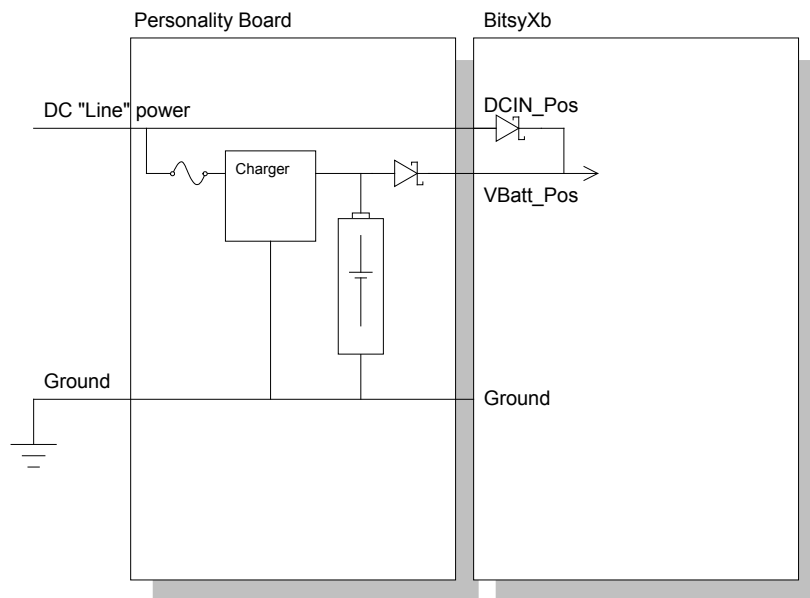 Personality Board
BitsyXb
DC "Line" power
DCIN_Pos
Charger
VBatt_Pos
Ground
Ground